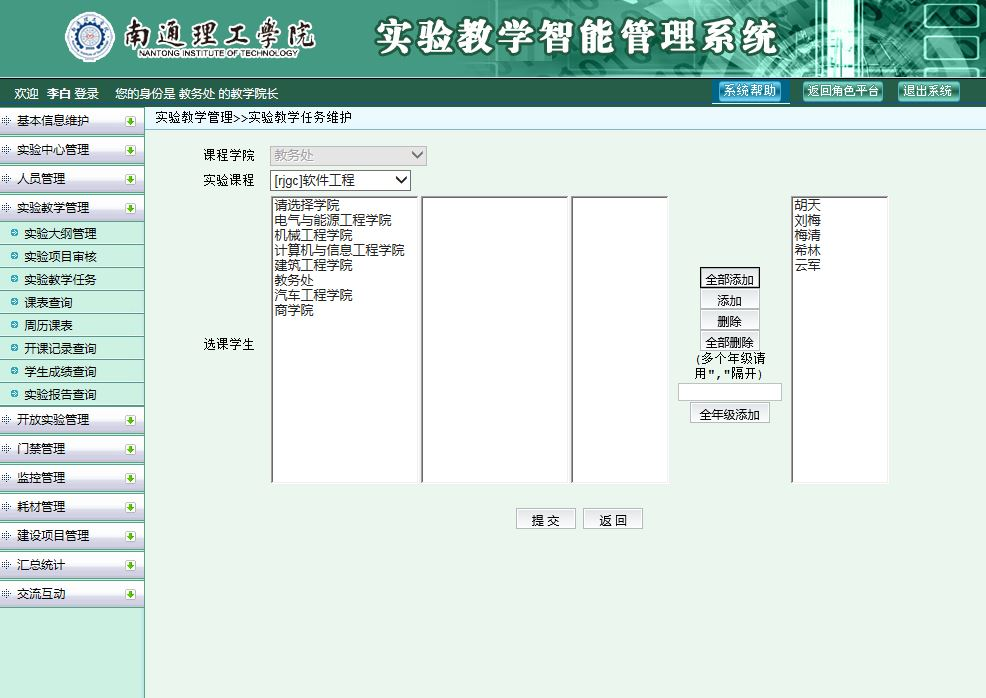 南通理工学院
NANTONG INSTITUTE OF TECHNOLOGY
实验教学智能管理系统
欢迎 李白 登录 您的身份是 教务处 的教学院长
系统帮助 返回角色平台 退出系统
基本信息维护
实验中心管理
人员管理
实验教学管理
实验大纲管理
实验项目审核
实验教学任务
课表查询
周历课表
开课记录查询
学生成绩查询
实验报告查询
开放实验管理
门禁管理
监控管理
耗材管理
建设项目管理
汇总统计
交流互动
实验教学管理>>实验教学任务维护
课程学院 教务处
实验课程 [rjgc]软件工程
选课学生
请选择学院
电气与能源工程学院
机械工程学院
计算机与信息工程学院
建筑工程学院
教务处
汽车工程学院
商学院
全部添加
添加
删除
全部删除
(多个年级请
用","隔开)
全年级添加
胡天
刘梅
梅清
希林
云军
提 交 返 回